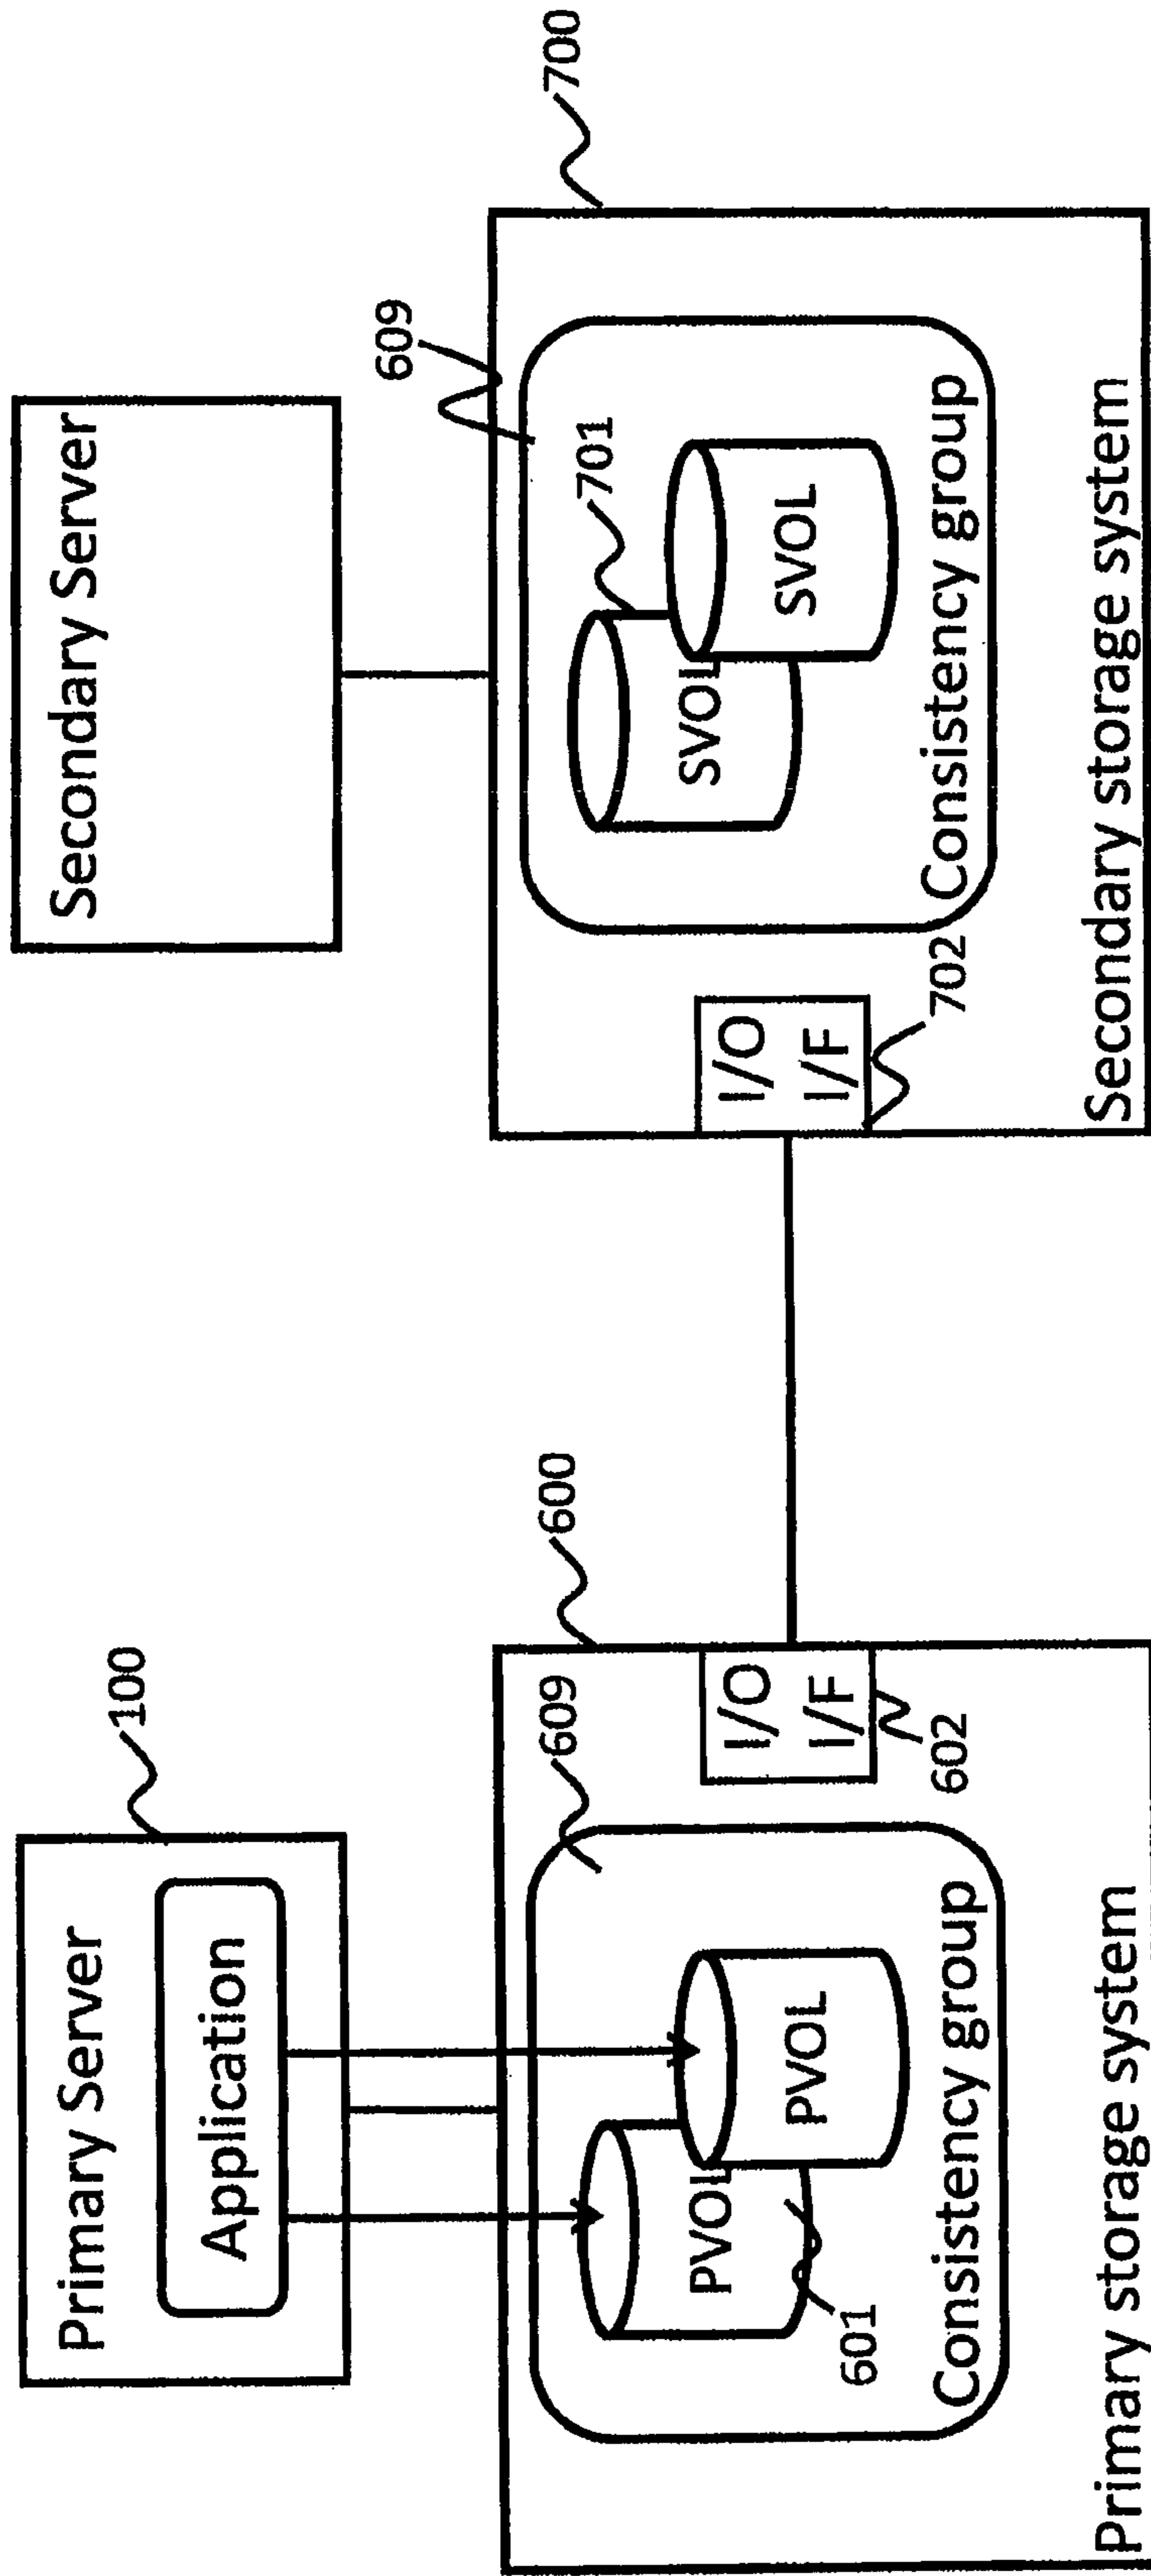 Primary Server
100
Application
600
609
PVOL
PVOL
601
I/O
I/F
602
Consistency group
Primary storage system
Secondary Server
700
609
701
SVOL
SVOL
I/O
I/F
702
Consistency group
Secondary storage system